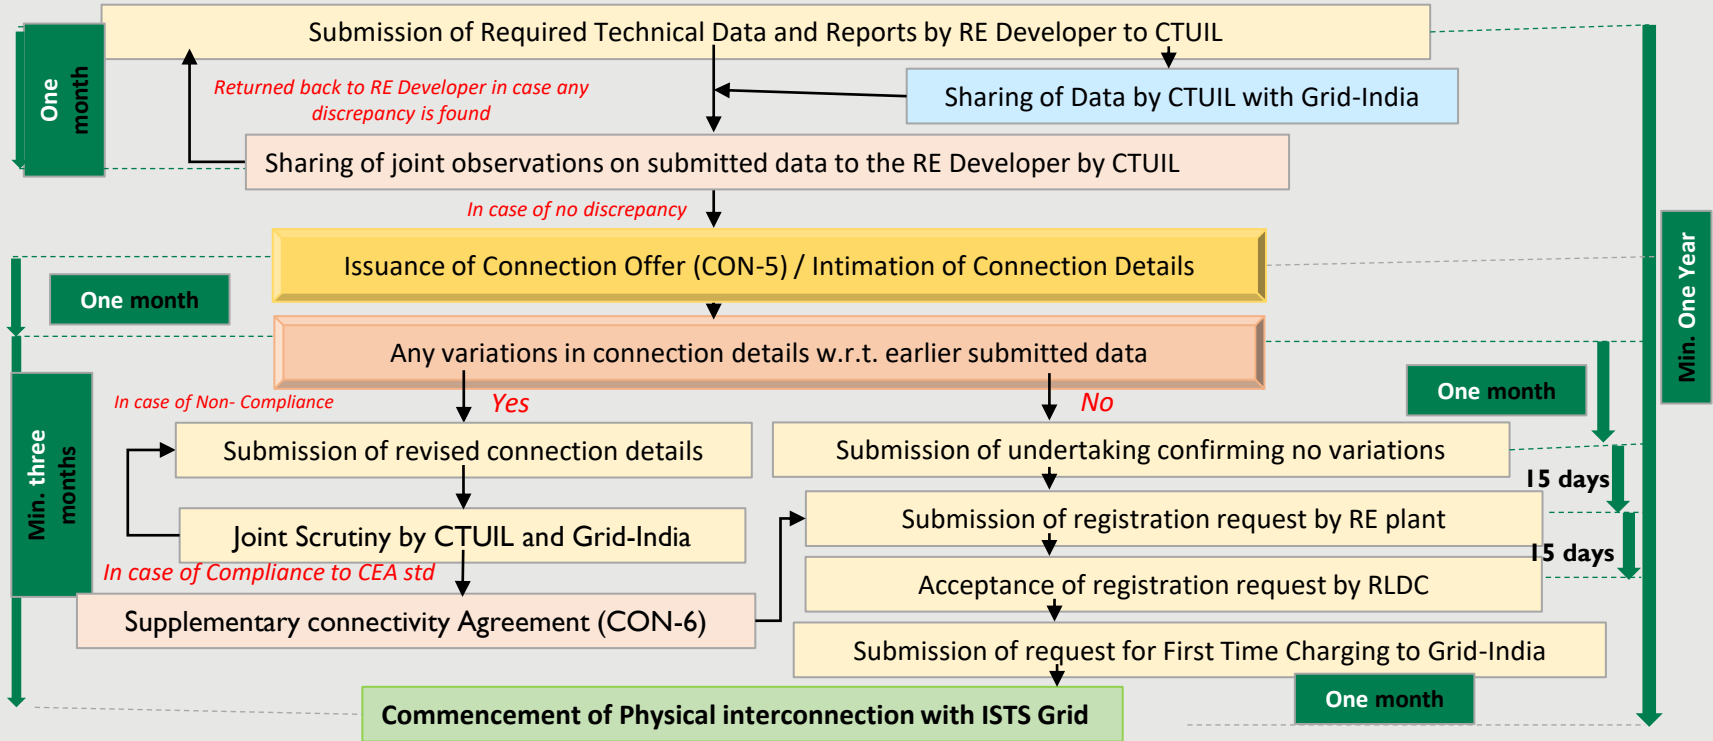 Submission of Required Technical Data and Reports by RE Developer to CTUIL
One
month
Returned back to RE Developer in case any
discrepancy is found
Sharing of Data by CTUIL with Grid-India
Sharing of joint observations on submitted data to the RE Developer by CTUIL
In case of no discrepancy
Issuance of Connection Offer (CON-5) / Intimation of Connection Details
One month
Min. One Year
Any variations in connection details w.r.t. earlier submitted data
One month
In case of Non- Compliance
Yes
No
Min. three
months
Submission of revised connection details
Submission of undertaking confirming no variations
15 days
Joint Scrutiny by CTUIL and Grid-India
Submission of registration request by RE plant
15 days
In case of Compliance to CEA std
Acceptance of registration request by RLDC
Supplementary connectivity Agreement (CON-6)
Submission of request for First Time Charging to Grid-India
One month
Commencement of Physical interconnection with ISTS Grid